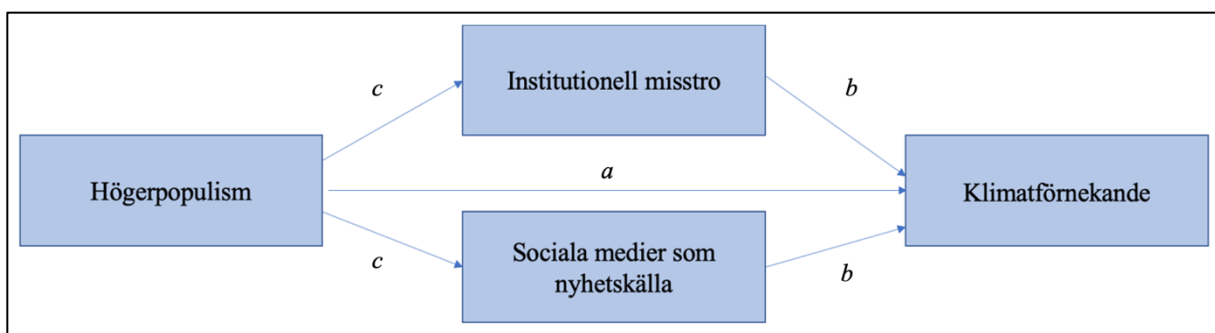 Institutionell misstro
c
b
Högerpopulism
a
Klimatförnekande
c
Sociala medier som
nyhetskälla
b